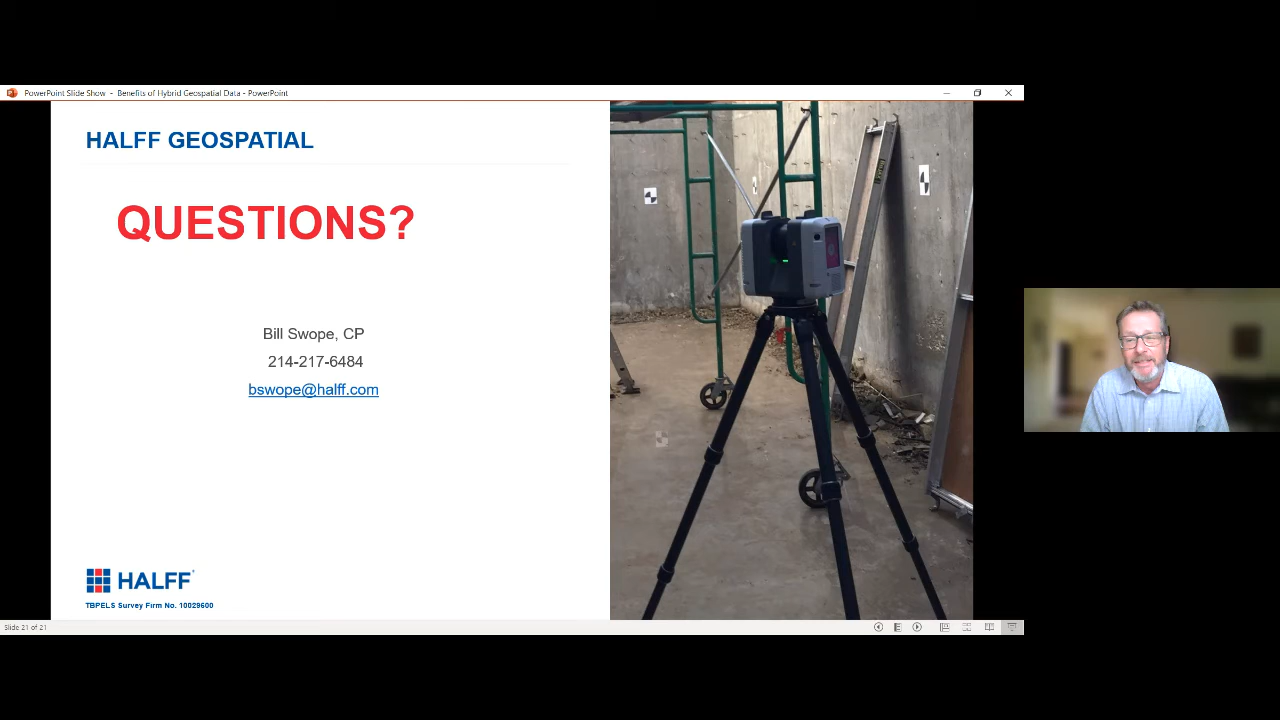 PowerPoint Slide Show - Benefits of Hybrid Geospatial Data - PowerPoint
HALFF GEOSPATIAL
QUESTIONS?
Bill Swope, CP
214-217-6484
bswope@halff.com
HALFF
TBPELS Survey Firm No. 10029600
Slide 21 of 21